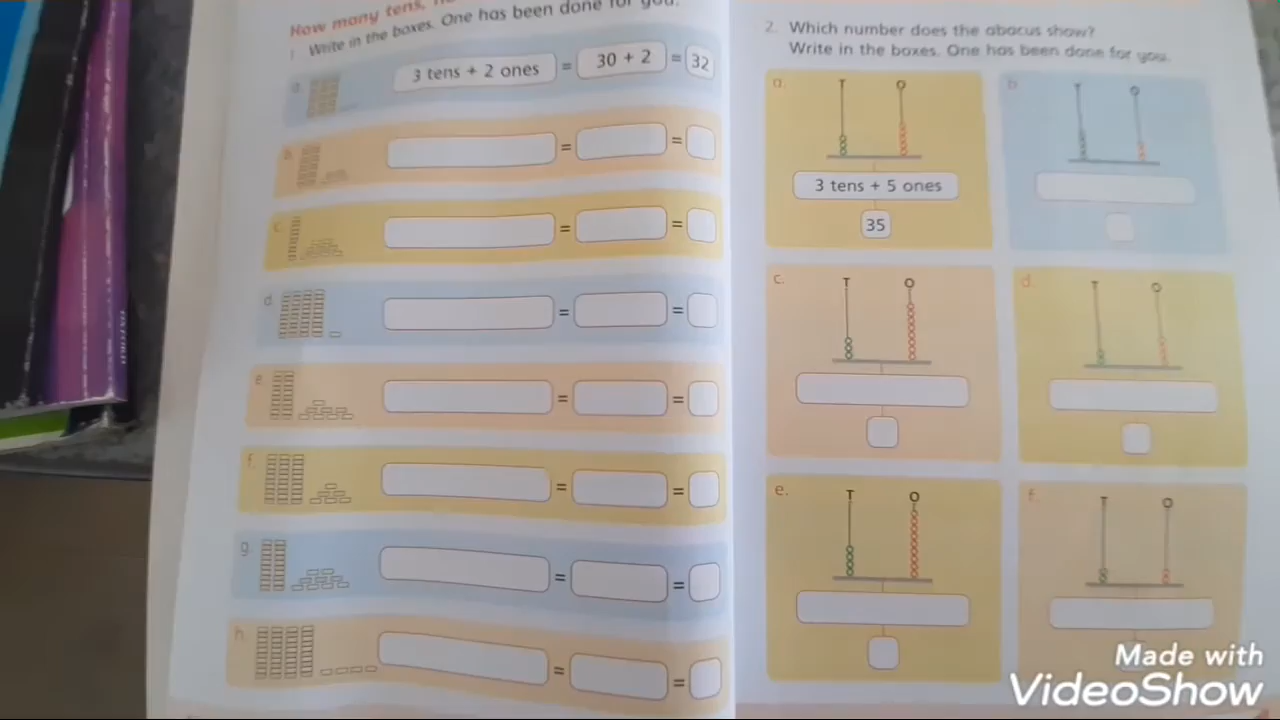 How many tens,
1. Write in the boxes. One has been done for you.
a. 3 tens + 2 ones = 30 + 2 = 32
b. = =
c. = =
d. = =
e. = =
f. = =
g. = =
h. = =
2. Which number does the abacus show?
Write in the boxes. One has been done for you.
a. T O
3 tens + 5 ones
35
b. T O
c. T O
d. T O
e. T O
f. T O
Made with
VideoShow